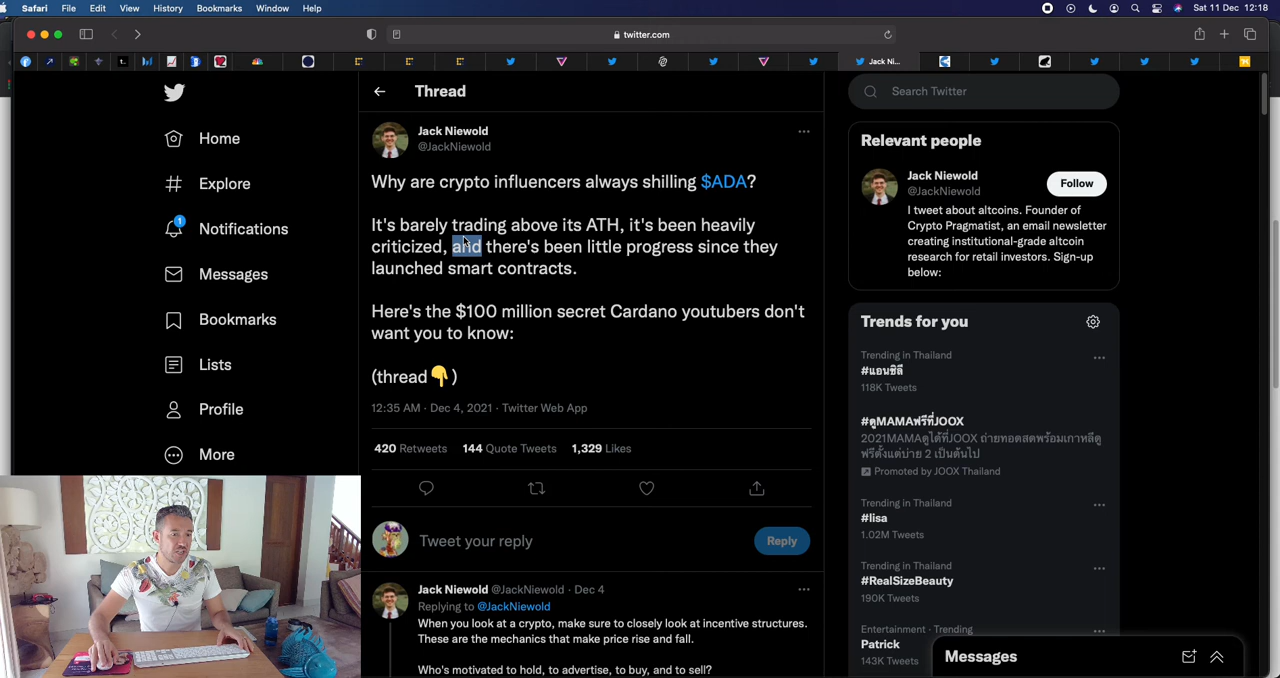 Safari File Edit View History Bookmarks Window Help
Sat 11 Dec 12:18
twitter.com
Jack Ni...
Home
Explore
1
Notifications
Messages
Bookmarks
Lists
Profile
More
Thread
Jack Niewold
@JackNiewold
Why are crypto influencers always shilling $ADA?
It's barely trading above its ATH, it's been heavily
criticized, and there's been little progress since they
launched smart contracts.
Here's the $100 million secret Cardano youtubers don't
want you to know:
(thread👇)
12:35 AM · Dec 4, 2021 · Twitter Web App
420 Retweets 144 Quote Tweets 1,329 Likes
Tweet your reply
Reply
Jack Niewold @JackNiewold · Dec 4
Replying to @JackNiewold
When you look at a crypto, make sure to closely look at incentive structures.
These are the mechanics that make price rise and fall.
Who's motivated to hold, to advertise, to buy, and to sell?
Search Twitter
Relevant people
Jack Niewold
@JackNiewold
Follow
I tweet about altcoins. Founder of
Crypto Pragmatist, an email newsletter
creating institutional-grade altcoin
research for retail investors. Sign-up
below:
Trends for you
Trending in Thailand
#แอนชิลี
118K Tweets
#ดูMAMAฟรีที่JOOX
2021MAMAดูได้ที่JOOX ถ่ายทอดสดพร้อมเกาหลีดู
ฟรีตั้งแต่บ่าย 2 เป็นต้นไป
Promoted by JOOX Thailand
Trending in Thailand
#lisa
1.02M Tweets
Trending in Thailand
#RealSizeBeauty
190K Tweets
Entertainment · Trending
Patrick
143K Tweets
Messages